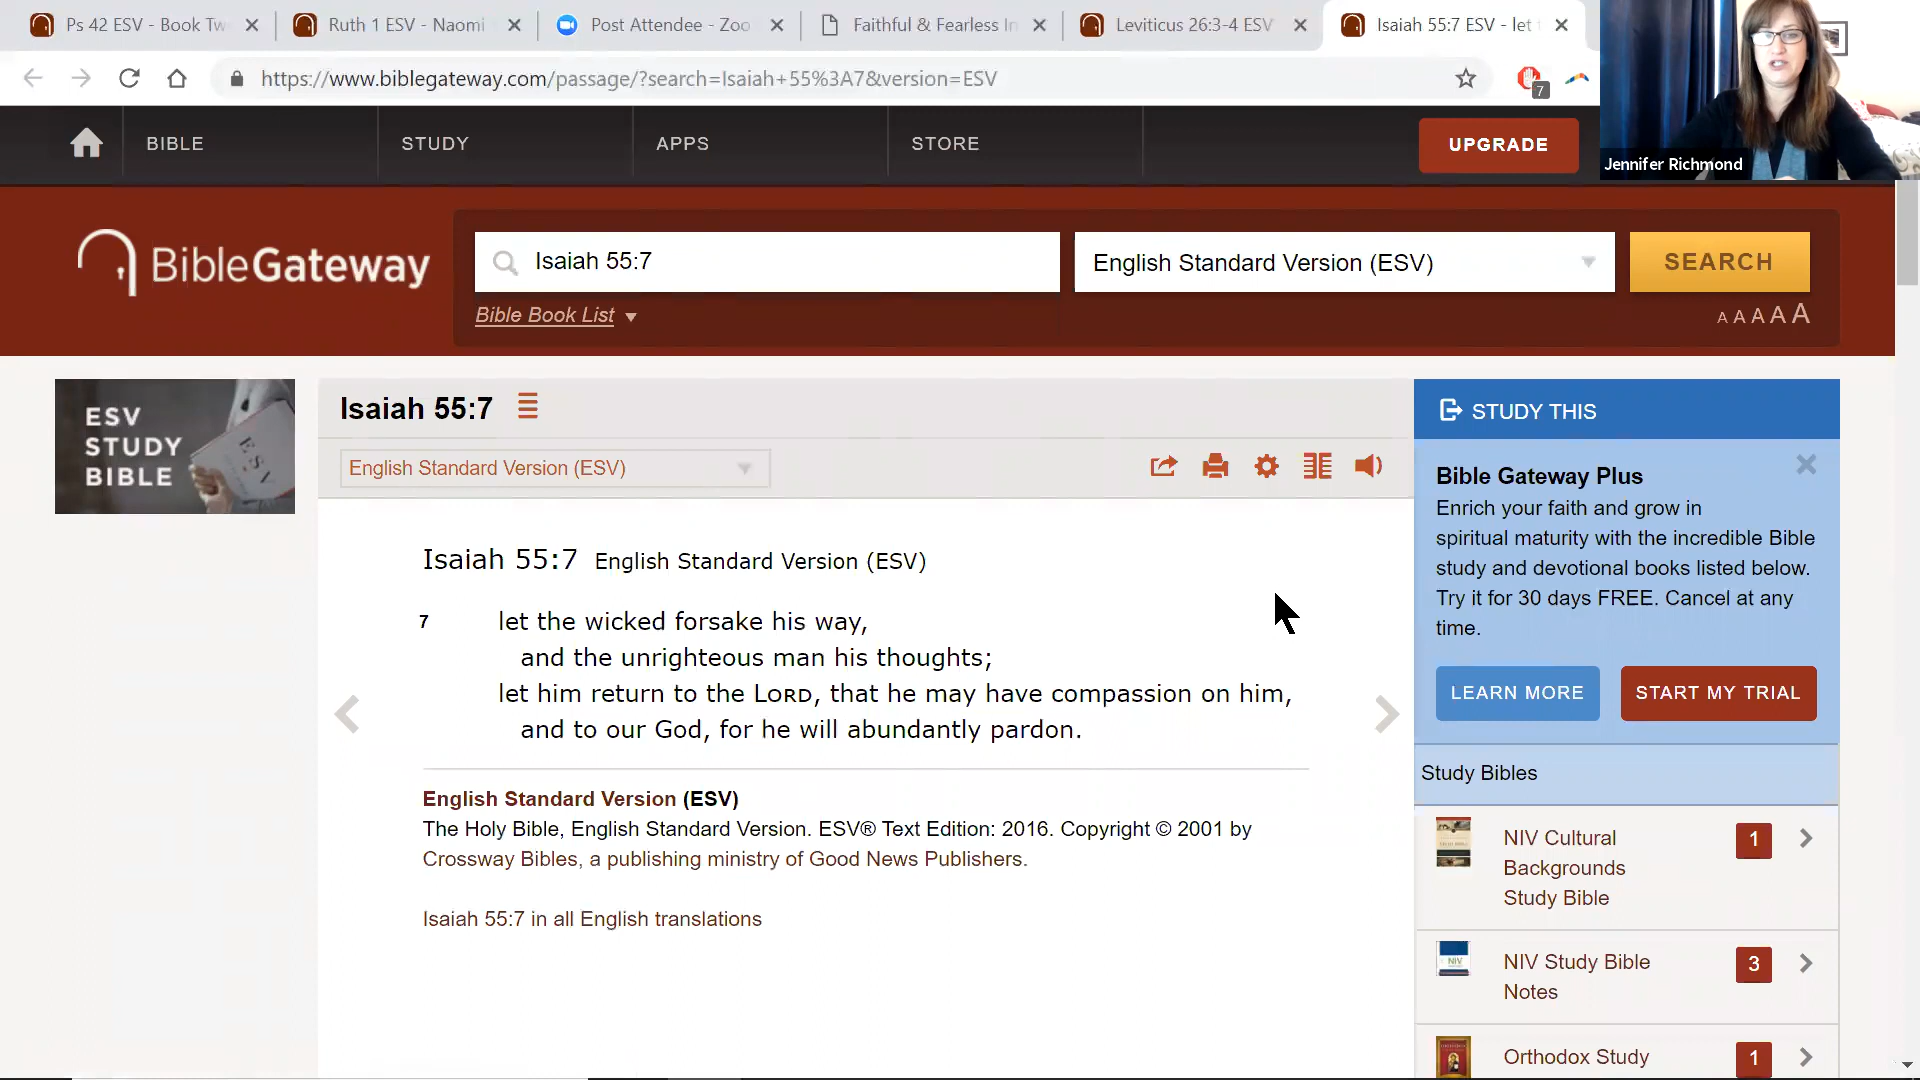 Ps 42 ESV - Book Tw
Ruth 1 ESV - Naomi
Post Attendee - Zoo
Faithful & Fearless In
Leviticus 26:3-4 ESV
Isaiah 55:7 ESV - let
https://www.biblegateway.com/passage/?search=Isaiah+55%3A7&version=ESV
7
Jennifer Richmond
BIBLE
STUDY
APPS
STORE
UPGRADE
BibleGateway
Isaiah 55:7
English Standard Version (ESV)
SEARCH
Bible Book List
A A A A A
ESV
STUDY
BIBLE
ESV
Isaiah 55:7
English Standard Version (ESV)
Isaiah 55:7 English Standard Version (ESV)
7 let the wicked forsake his way,
and the unrighteous man his thoughts;
let him return to the LORD, that he may have compassion on him,
and to our God, for he will abundantly pardon.
English Standard Version (ESV)
The Holy Bible, English Standard Version. ESV® Text Edition: 2016. Copyright © 2001 by
Crossway Bibles, a publishing ministry of Good News Publishers.
Isaiah 55:7 in all English translations
STUDY THIS
Bible Gateway Plus
Enrich your faith and grow in
spiritual maturity with the incredible Bible
study and devotional books listed below.
Try it for 30 days FREE. Cancel at any
time.
LEARN MORE
START MY TRIAL
Study Bibles
NIV Cultural
Backgrounds
Study Bible
1
NIV
NIV Study Bible
Notes
3
Orthodox Study
1